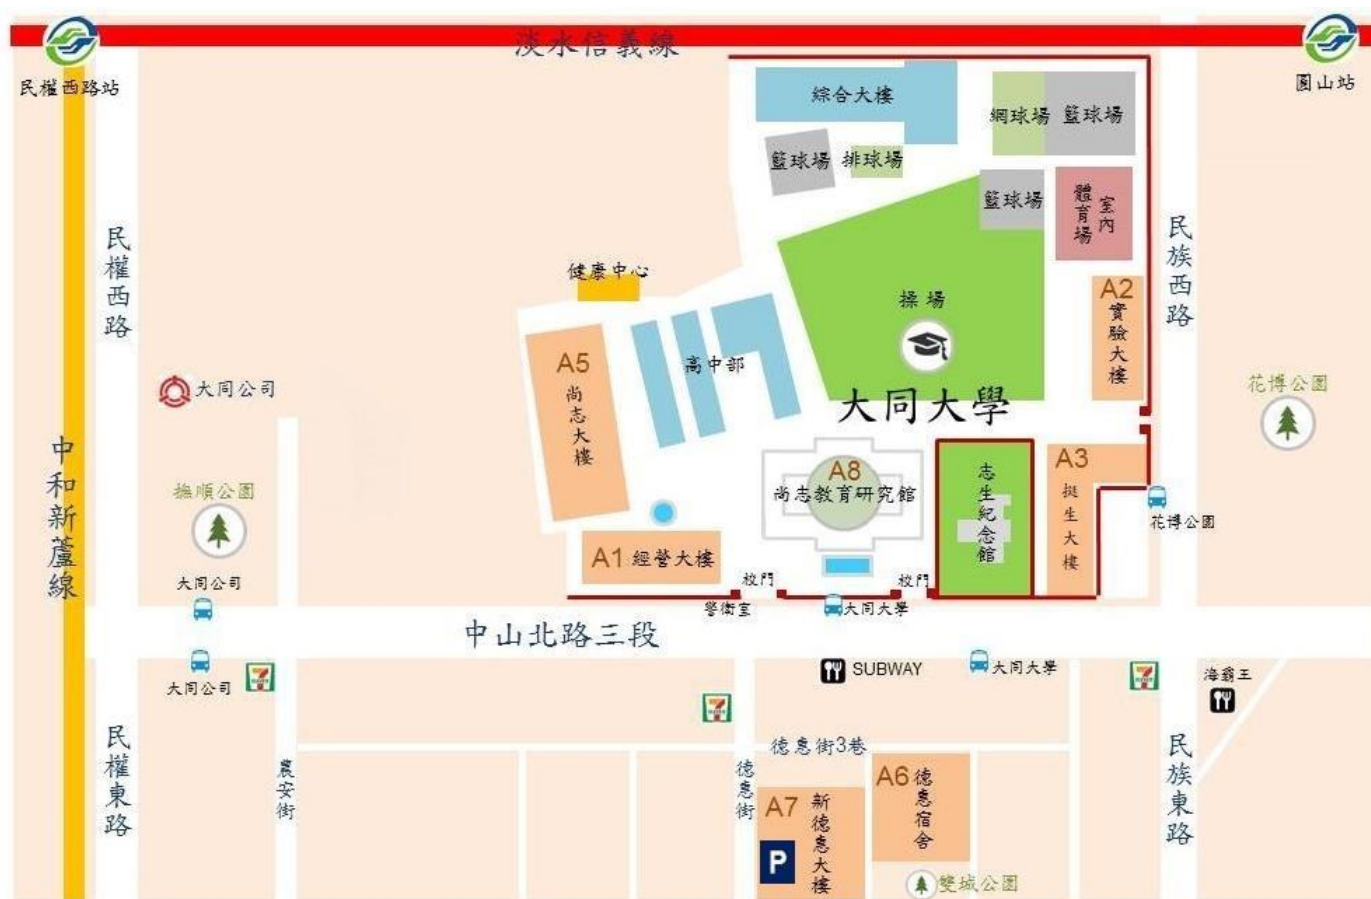 淡水信義線
民權西路站
圓山站
綜合大樓
網球場
籃球場
籃球場
排球場
籃球場
室內
體育場
民權西路
民族西路
健康中心
A2
實驗大樓
操場
A5
尚志大樓
高中部
大同公司
大同大學
花博公園
中和新蘆線
撫順公園
A8
尚志教育研究館
志生紀念館
A3
挺生大樓
花博公園
A1 經營大樓
大同公司
校門
校門
警衛室
大同大學
中山北路三段
大同公司
7
SUBWAY
大同大學
7
海霸王
7
民權東路
農安街
德惠街
德惠街3巷
民族東路
A6
德惠宿舍
A7
新德惠大樓
P
雙城公園